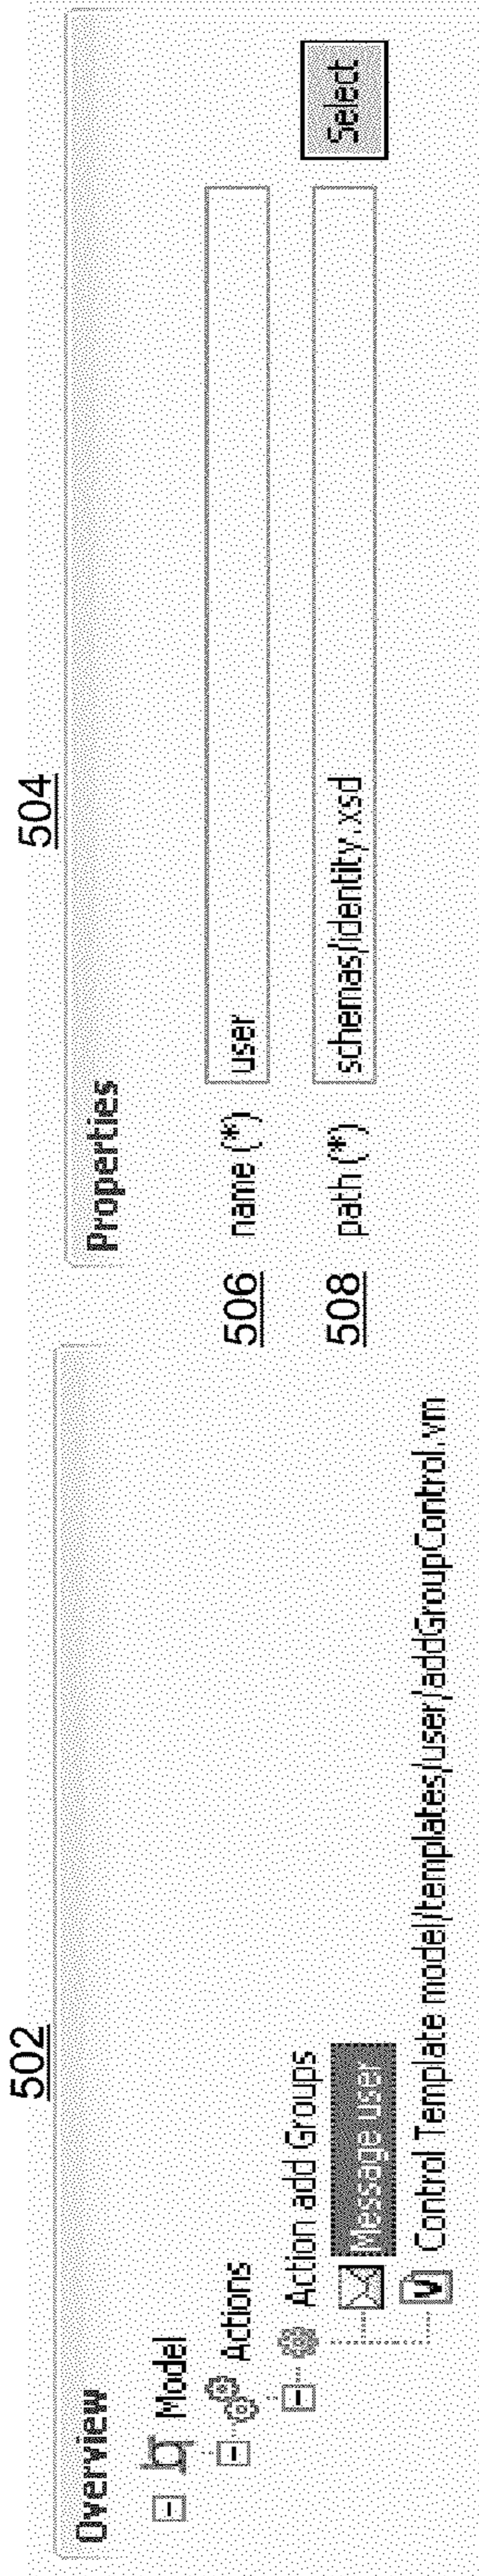 502
Overview
Model
Actions
Action add Groups
Message user
Control Template model/templates/user/addGroupControl.vm
504
Properties
506 name (*) user
508 path (*) schemas/identity.xsd Select